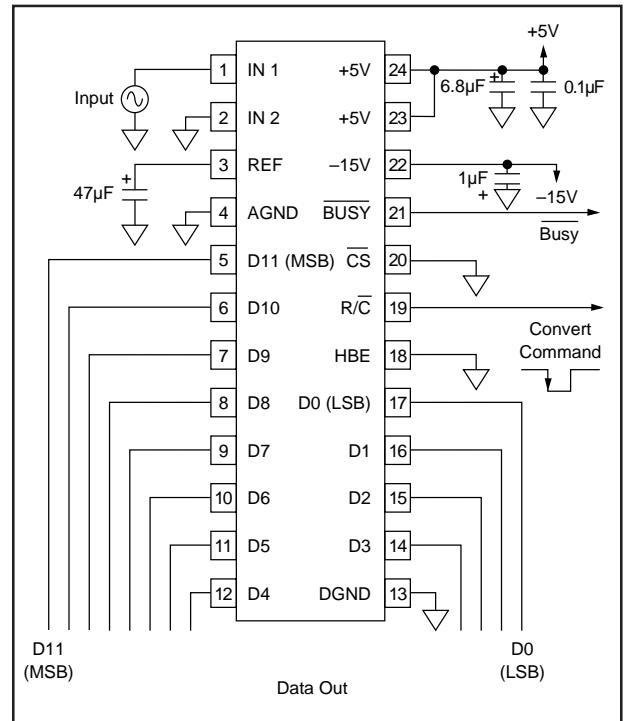 +5V
1 IN 1 +5V 24
6.8µF + 0.1µF
Input
2 IN 2 +5V 23
3 REF –15V 22
+
47µF
1µF
+
–15V
4 AGND BUSY 21
Busy
5 D11 (MSB) CS 20
6 D10 R/C 19
Convert
Command
7 D9 HBE 18
8 D8 D0 (LSB) 17
9 D7 D1 16
10 D6 D2 15
11 D5 D3 14
12 D4 DGND 13
D11
(MSB)
D0
(LSB)
Data Out